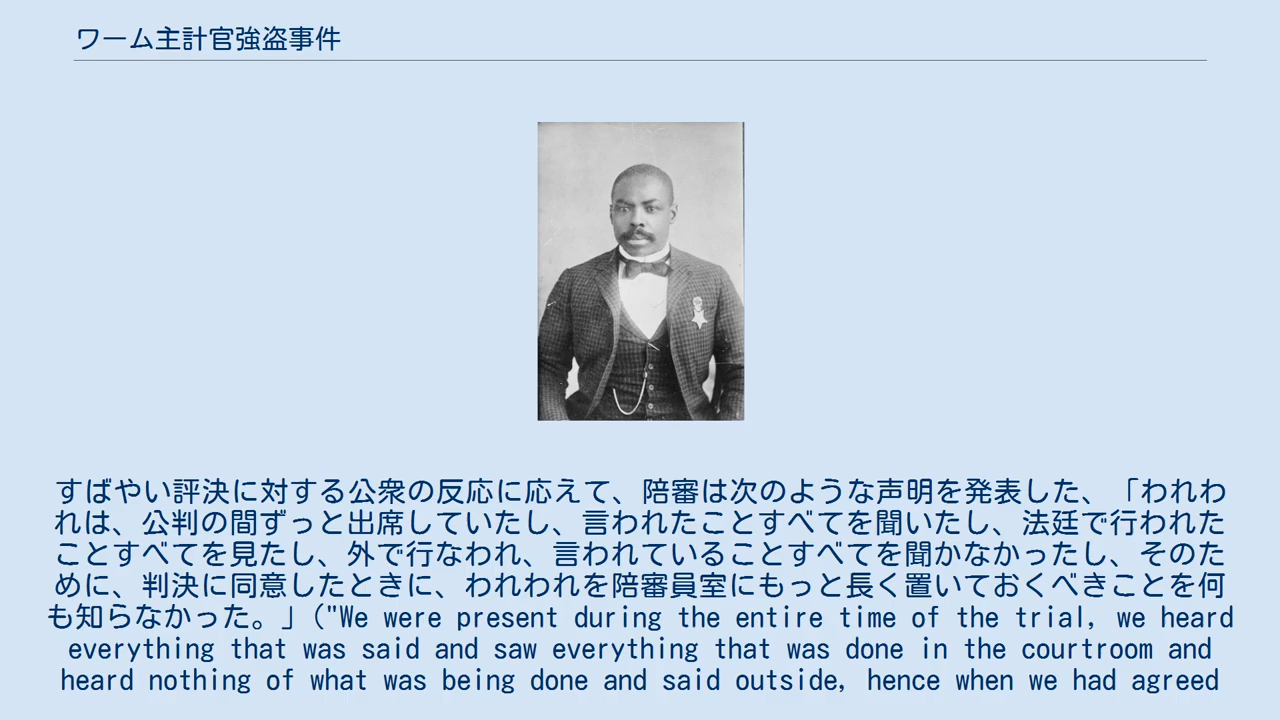 ワーム主計官強盗事件
すばやい評決に対する公衆の反応に応えて、陪審は次のような声明を発表した、「われわ
れは、公判の間ずっと出席していたし、言われたことすべてを聞いたし、法廷で行われた
ことすべてを見たし、外で行なわれ、言われていることすべてを聞かなかったし、そのた
めに、判決に同意したときに、われわれを陪審員室にもっと長く置いておくべきことを何
も知らなかった。」("We were present during the entire time of the trial, we heard
everything that was said and saw everything that was done in the courtroom and
heard nothing of what was being done and said outside, hence when we had agreed